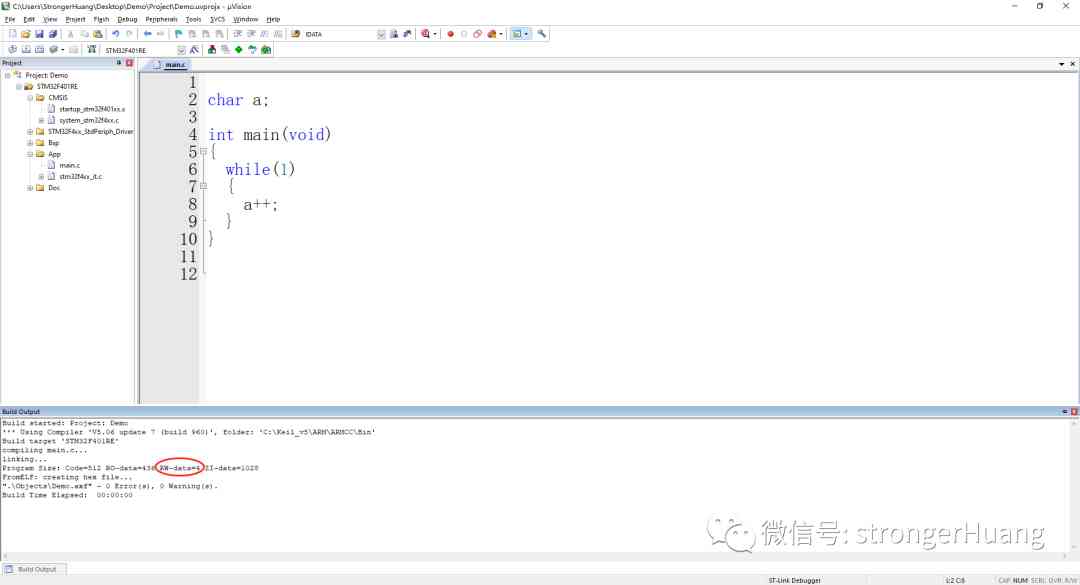 C:\Users\StrongerHuang\Desktop\Demo\Project\Demo.uvprojx - µVision
File Edit View Project Flash Debug Peripherals Tools SVCS Window Help
IDATA
STM32F401RE
Project
main.c
Project: Demo
STM32F401RE
CMSIS
startup_stm32f401xx.s
system_stm32f4xx.c
STM32F4xx_StdPeriph_Driver
Bsp
App
main.c
stm32f4xx_it.c
Doc
1
2 char a;
3
4 int main(void)
5 {
6 while(1)
7 {
8 a++;
9 }
10 }
11
12
Build Output
Build started: Project: Demo
*** Using Compiler 'V5.06 update 7 (build 960)', folder: 'C:\Keil_v5\ARM\ARMCC\Bin'
Build target 'STM32F401RE'
compiling main.c...
linking...
Program Size: Code=512 RO-data=436 RW-data=4 ZI-data=1028
FromELF: creating hex file...
".\Objects\Demo.axf" - 0 Error(s), 0 Warning(s).
Build Time Elapsed: 00:00:00
微信号: strongerHuang
Build Output
ST-Link Debugger L:2 C:8 CAP NUM SCRL OVR R/W